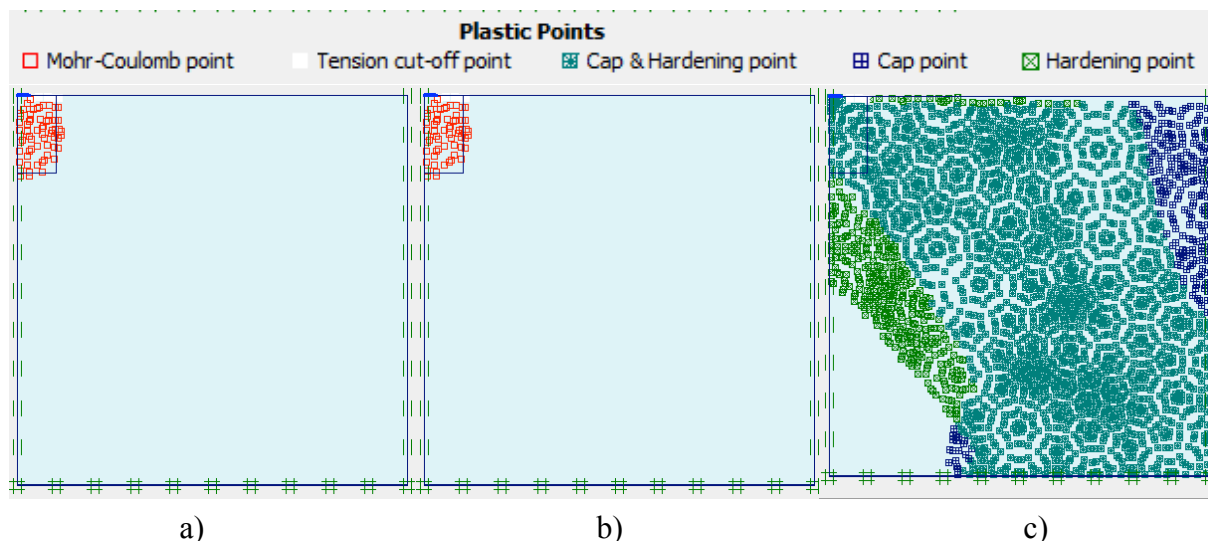 Plastic Points
Mohr-Coulomb point Tension cut-off point Cap & Hardening point Cap point Hardening point
a) b) c)